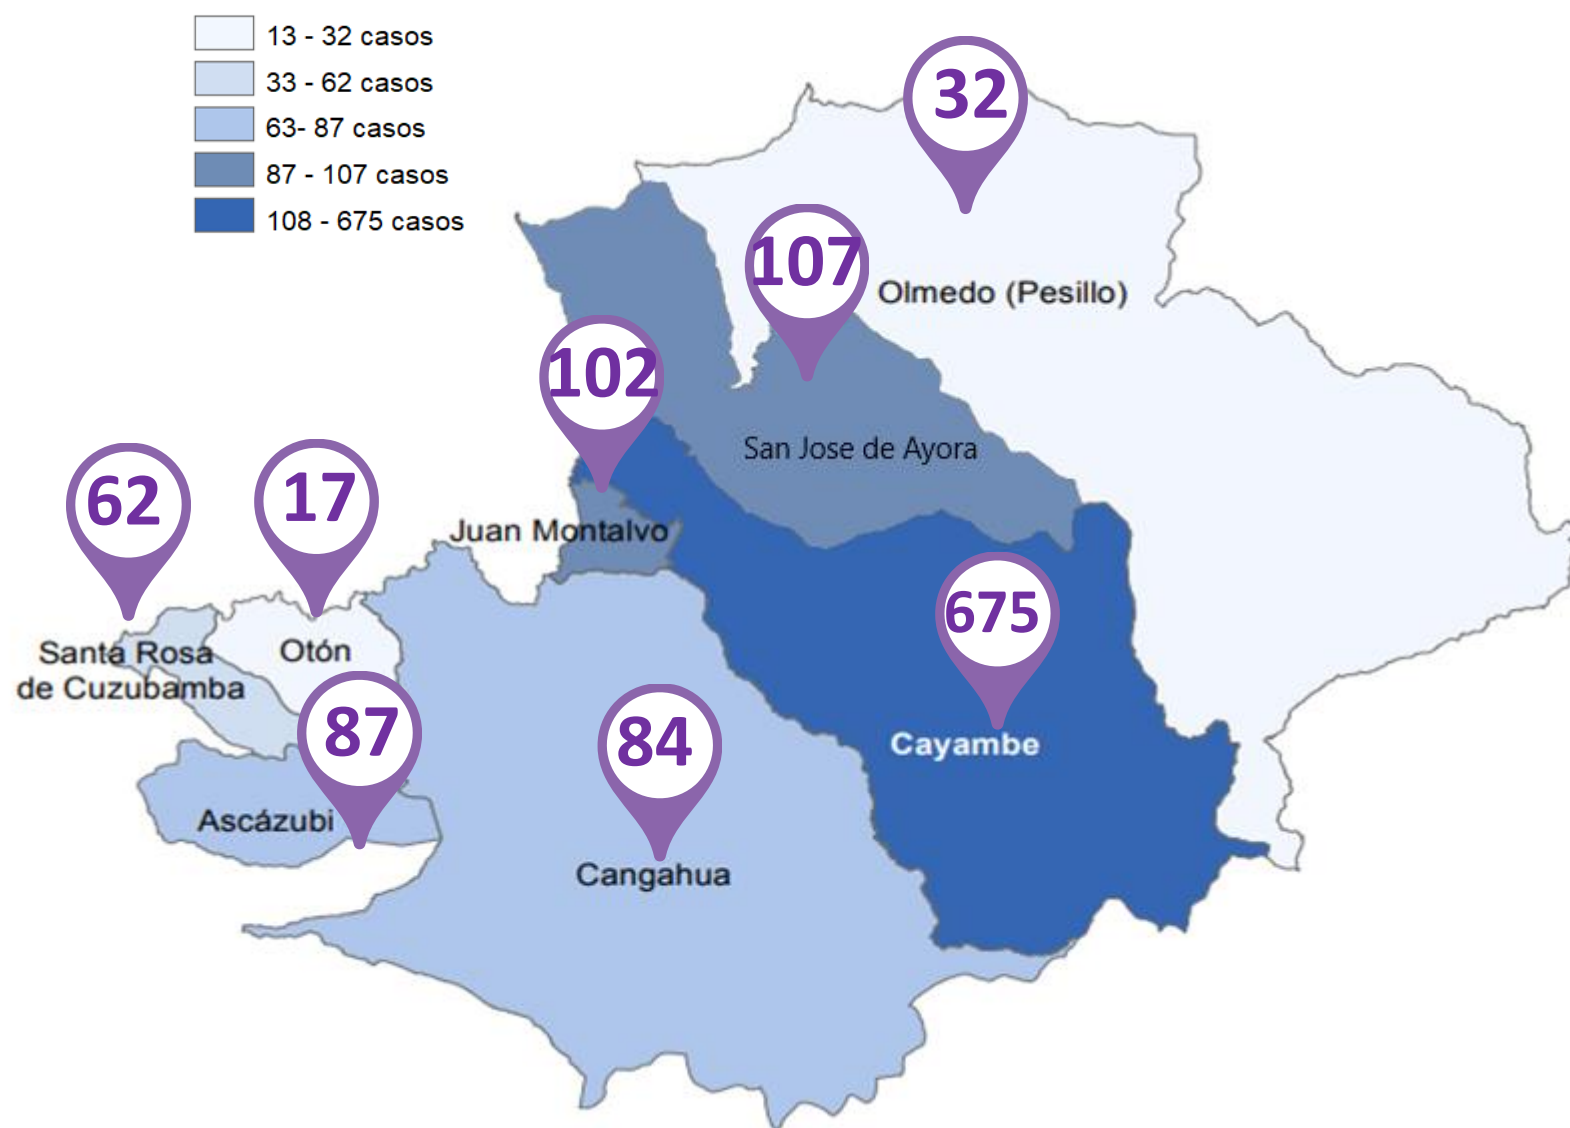 13 - 32 casos
33 - 62 casos
63- 87 casos
87 - 107 casos
108 - 675 casos
32
107
Olmedo (Pesillo)
102
San Jose de Ayora
62
17
Juan Montalvo
675
Santa Rosa
de Cuzubamba
Otón
87
84
Cayambe
Ascázubi
Cangahua